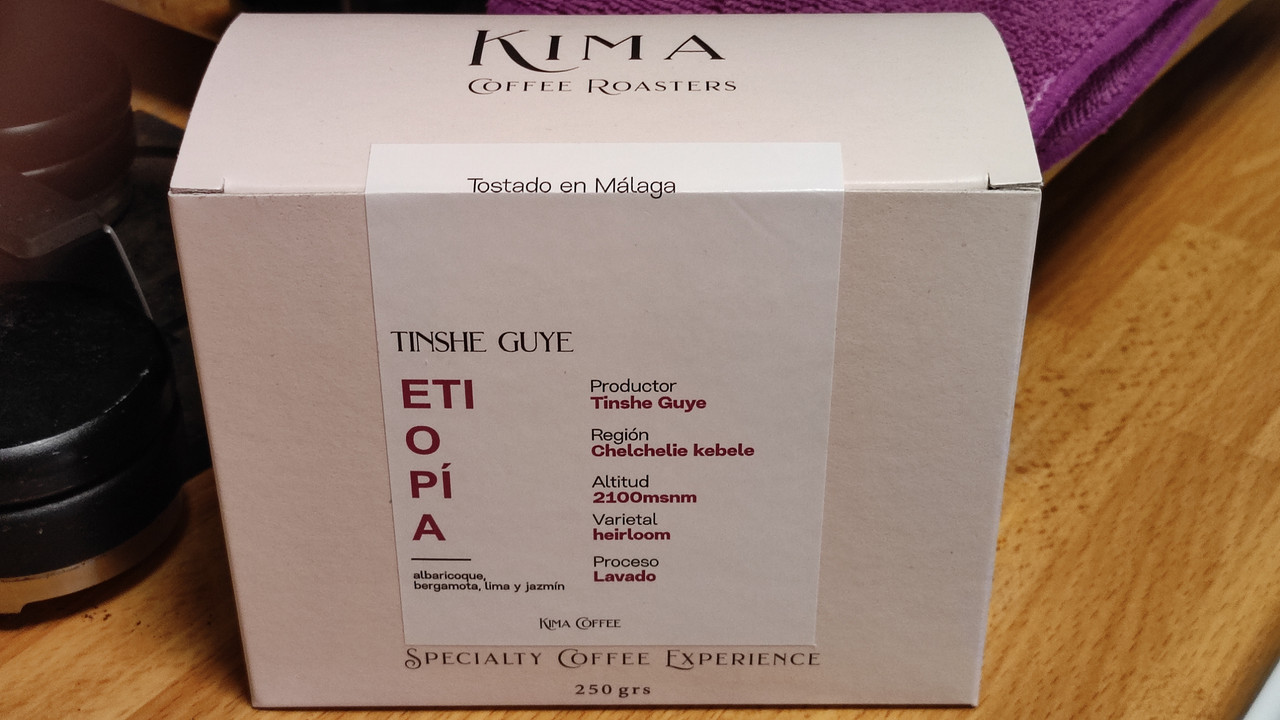 KIMA
COFFEE ROASTERS
Tostado en Málaga
TINSHE GUYE
ETI
O
PÍ
A
albaricoque,
bergamota, lima y jazmín
Productor
Tinshe Guye
Región
Chelchelie kebele
Altitud
2100msnm
Varietal
heirloom
Proceso
Lavado
KIMA COFFEE
SPECIALTY COFFEE EXPERIENCE
250 grs